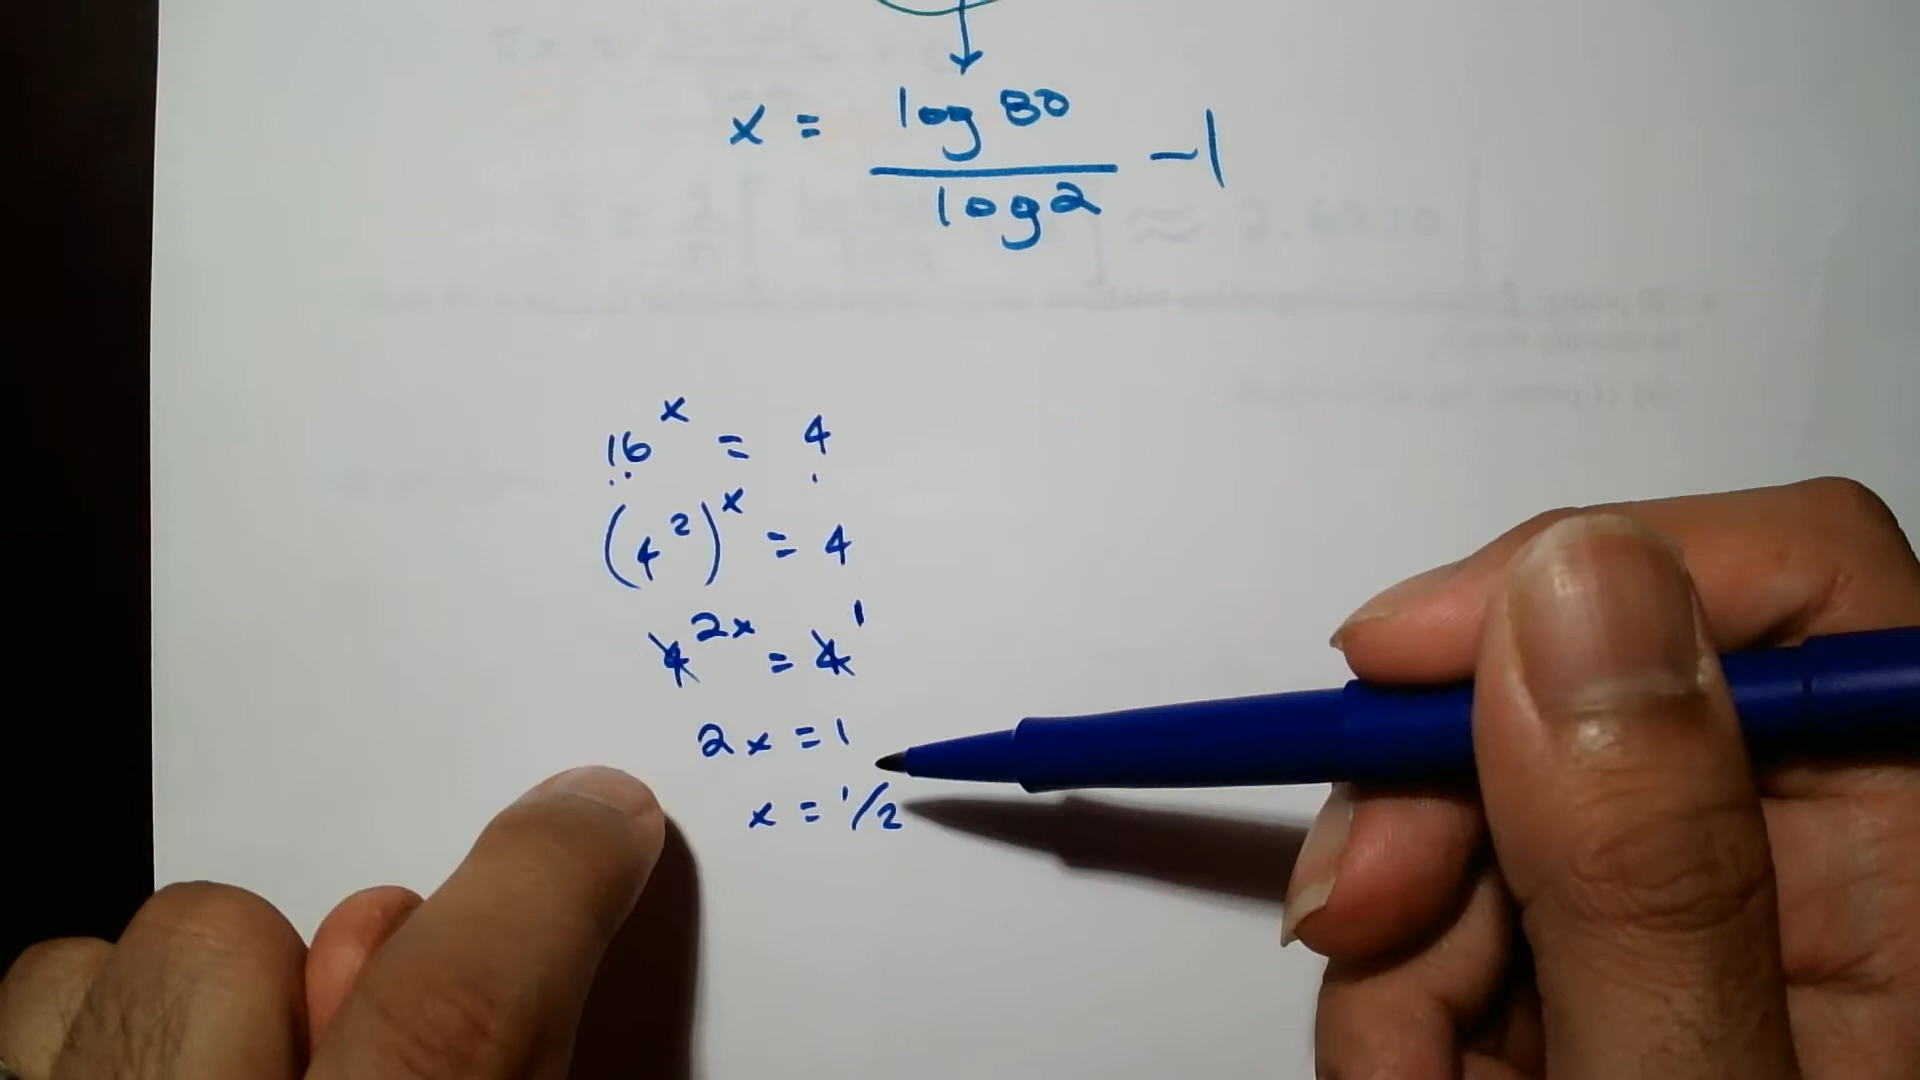 x = log 80 / log 2 - 1
16^x = 4
(4^2)^x = 4
4^2x = 4^1
2x = 1
x = 1/2